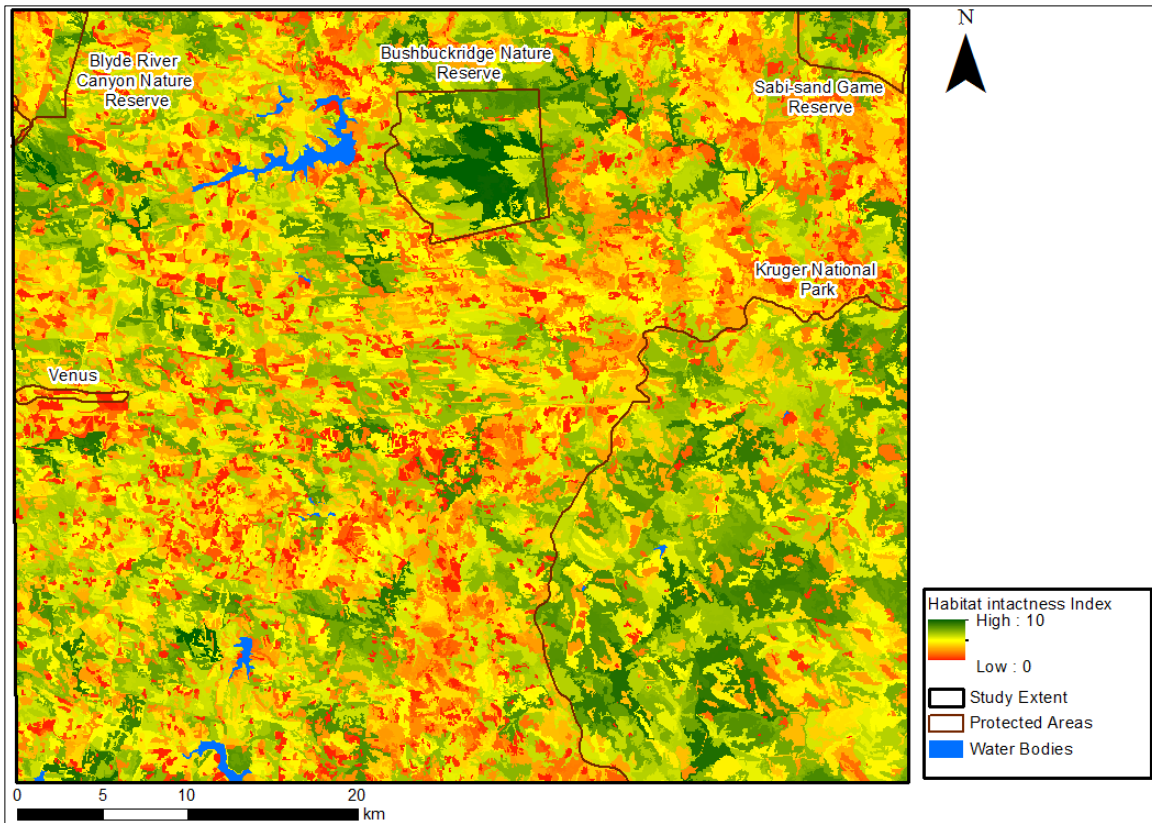 N
Blyde River
Canyon Nature
Reserve
Bushbuckridge Nature
Reserve
Sabi-sand Game
Reserve
Kruger National
Park
Venus
Habitat intactness Index
High : 10
Low : 0
Study Extent
Protected Areas
Water Bodies
0 5 10 20
km